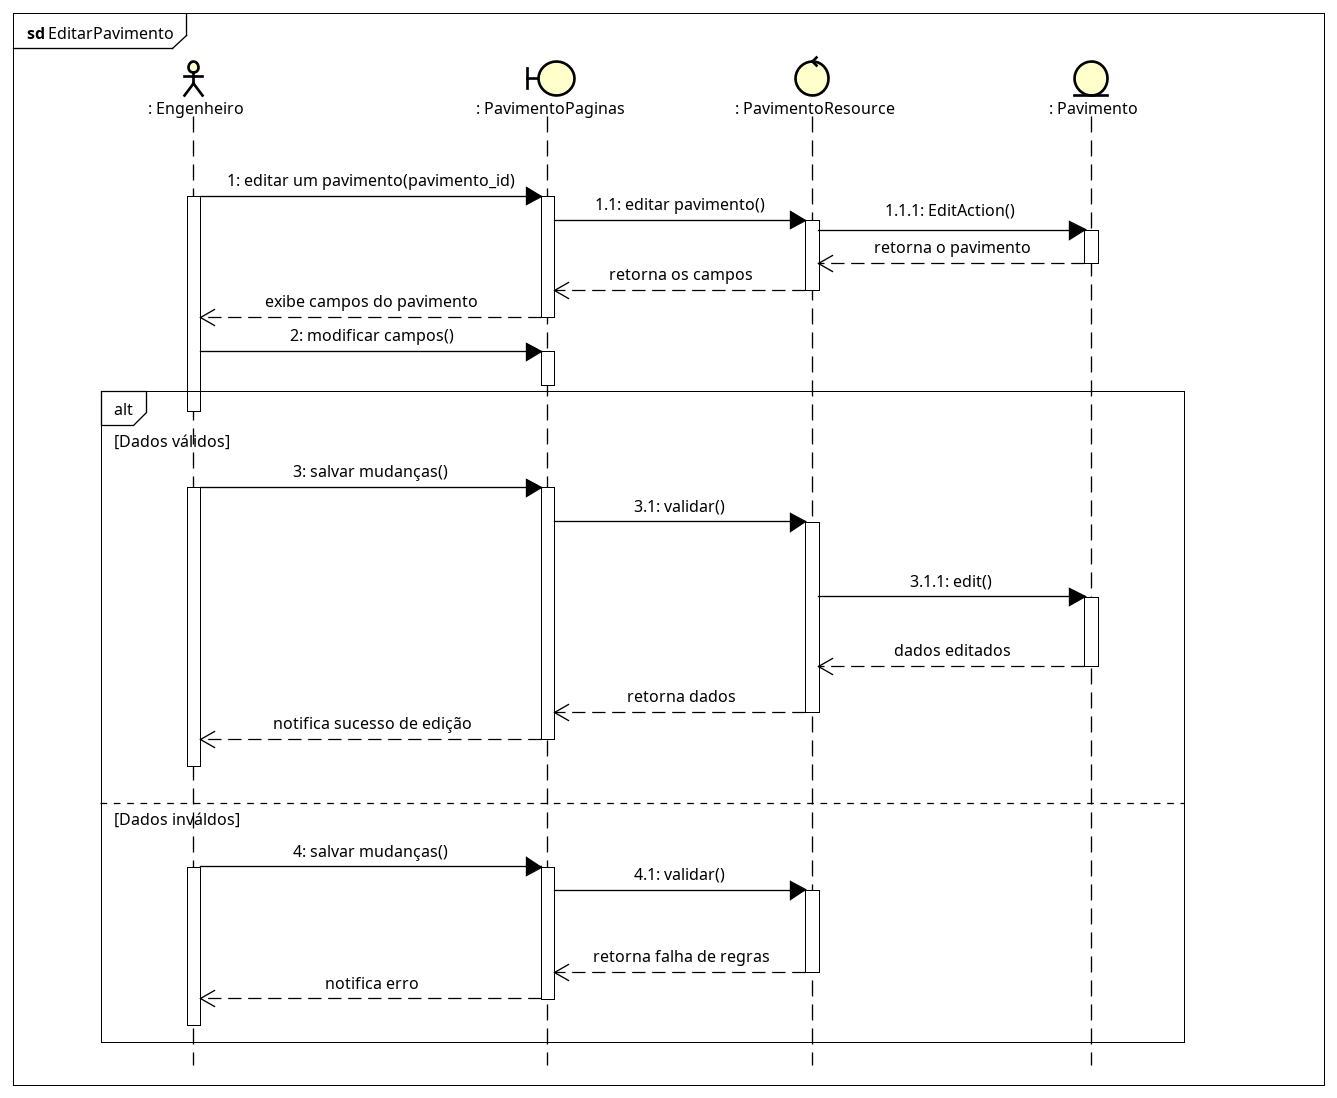 sd EditarPavimento
: Engenheiro
: PavimentoPaginas
: PavimentoResource
: Pavimento
1: editar um pavimento(pavimento_id)
1.1: editar pavimento()
1.1.1: EditAction()
retorna o pavimento
retorna os campos
exibe campos do pavimento
2: modificar campos()
alt
[Dados válidos]
3: salvar mudanças()
3.1: validar()
3.1.1: edit()
dados editados
retorna dados
notifica sucesso de edição
[Dados inváldos]
4: salvar mudanças()
4.1: validar()
retorna falha de regras
notifica erro